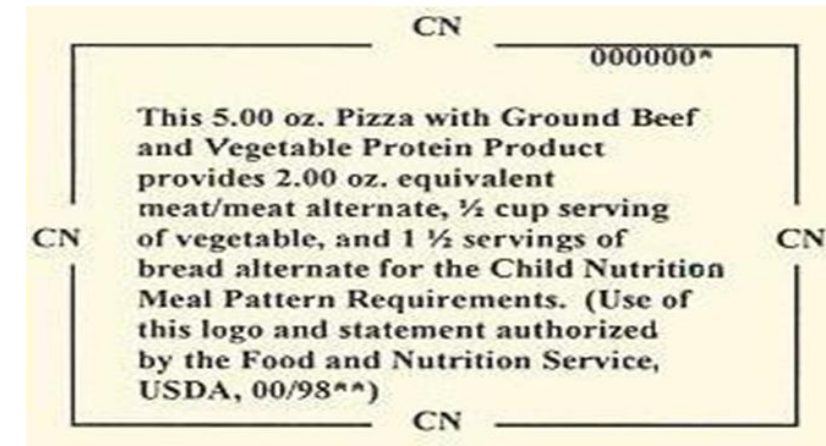 CN
000000*
This 5.00 oz. Pizza with Ground Beef
and Vegetable Protein Product
provides 2.00 oz. equivalent
meat/meat alternate, ½ cup serving
CN of vegetable, and 1 ½ servings of CN
bread alternate for the Child Nutrition
Meal Pattern Requirements. (Use of
this logo and statement authorized
by the Food and Nutrition Service,
USDA, 00/98**)
CN